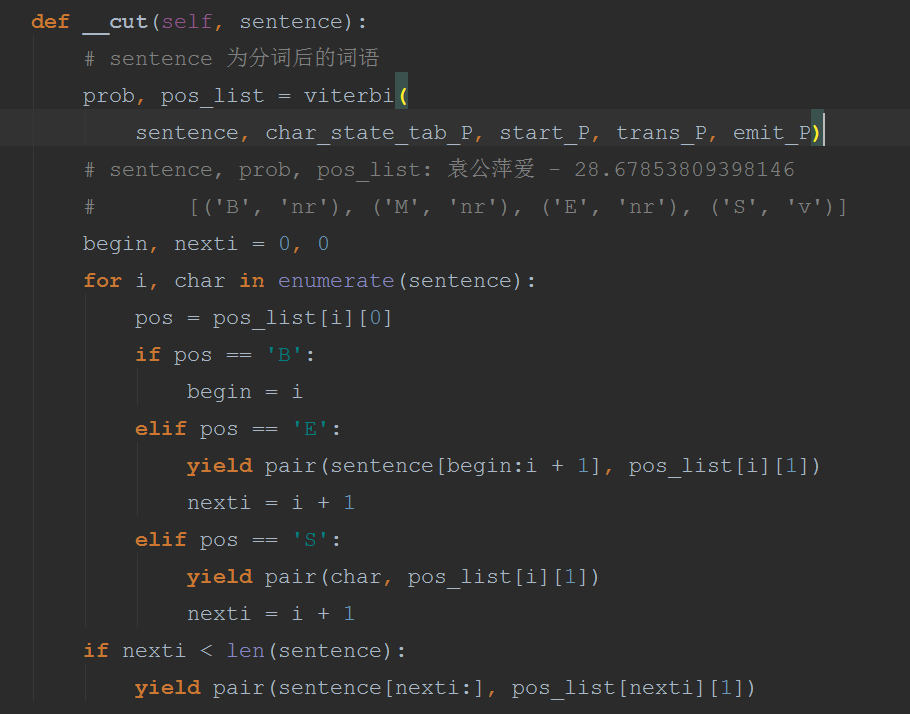 def __cut(self, sentence):
    # sentence 为分词后的词语
    prob, pos_list = viterbi(
        sentence, char_state_tab_P, start_P, trans_P, emit_P)
    # sentence, prob, pos_list: 袁公萍爱 - 28.67853809398146
    #       [('B', 'nr'), ('M', 'nr'), ('E', 'nr'), ('S', 'v')]
    begin, nexti = 0, 0
    for i, char in enumerate(sentence):
        pos = pos_list[i][0]
        if pos == 'B':
            begin = i
        elif pos == 'E':
            yield pair(sentence[begin:i + 1], pos_list[i][1])
            nexti = i + 1
        elif pos == 'S':
            yield pair(char, pos_list[i][1])
            nexti = i + 1
    if nexti < len(sentence):
        yield pair(sentence[nexti:], pos_list[nexti][1])